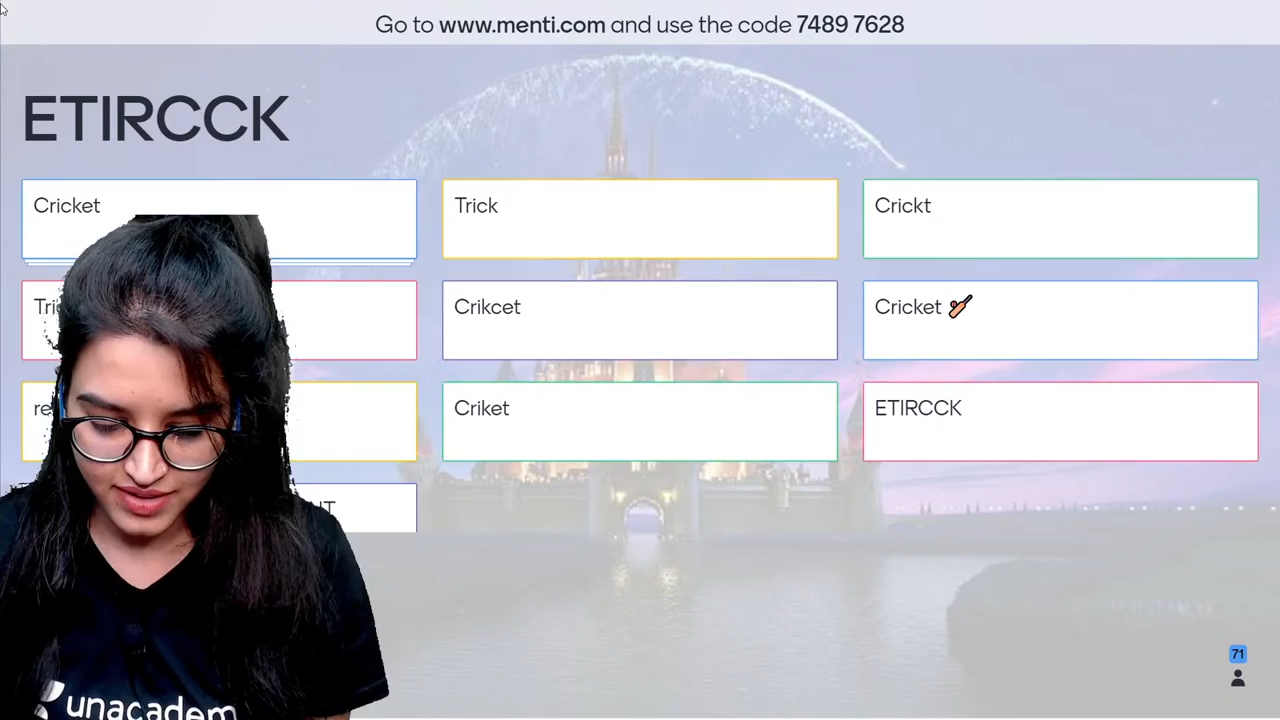 Go to www.menti.com and use the code 7489 7628
ETIRCCK
Cricket
Trick
Crickt
Crikcet
Cricket
Criket
ETIRCCK
71
unacadem